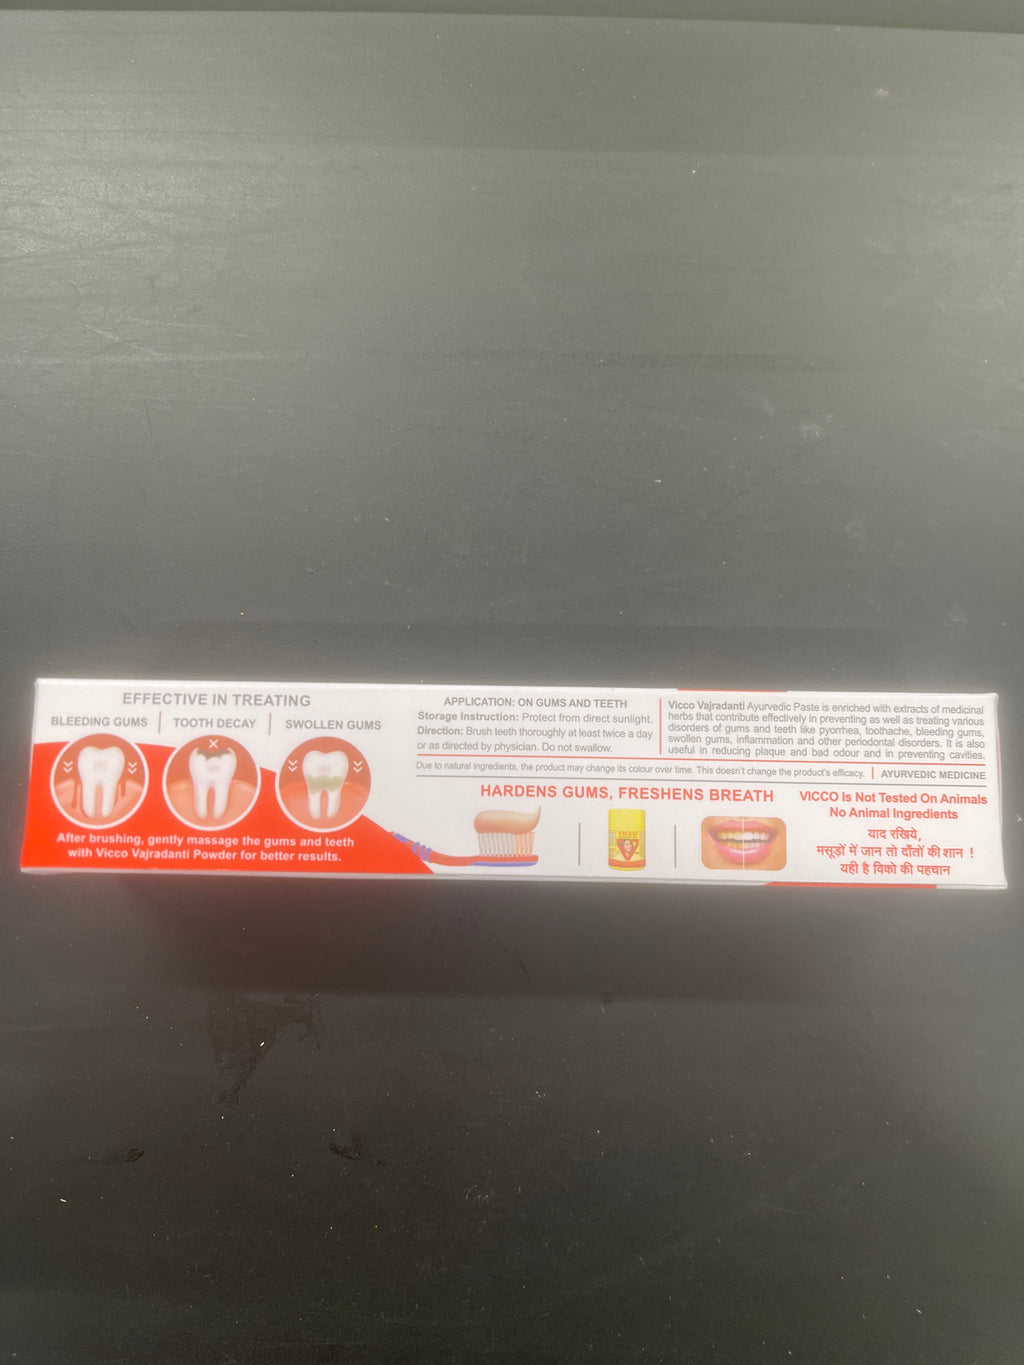 EFFECTIVE IN TREATING
BLEEDING GUMS
TOOTH DECAY
SWOLLEN GUMS
After brushing, gently massage the gums and teeth
with Vicco Vajradanti Powder for better results.
APPLICATION: ON GUMS AND TEETH
Storage Instruction: Protect from direct sunlight.
Direction: Brush teeth thoroughly at least twice a day
or as directed by physician. Do not swallow.
Vicco Vajradanti Ayurvedic Paste is enriched with extracts of medicinal
herbs that contribute effectively in preventing as well as treating various
disorders of gums and teeth like pyorrhea, toothache, bleeding gums,
swollen gums, inflammation and other periodontal disorders. It is also
useful in reducing plaque and bad odour and in preventing cavities.
Due to natural ingredients, the product may change its colour over time. This doesn't change the product's efficacy.
AYURVEDIC MEDICINE
HARDENS GUMS, FRESHENS BREATH
VICCO
VICCO Is Not Tested On Animals
No Animal Ingredients
याद रखिये,
मसूड़ों में जान तो दाँतों की शान !
यही है विको की पहचान